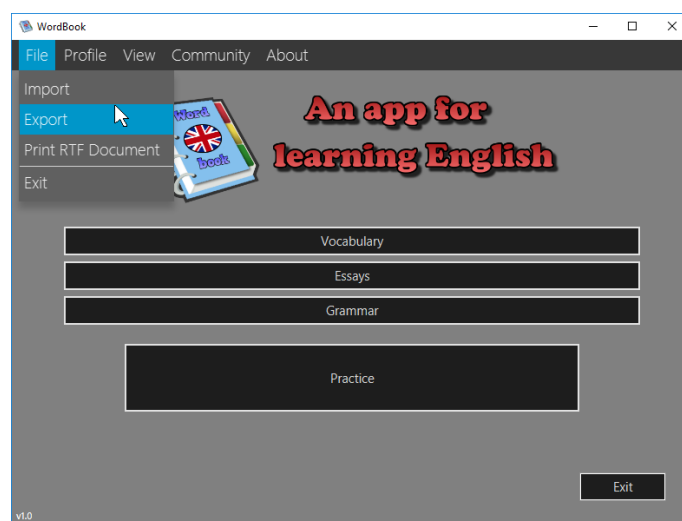 WordBook
File Profile View Community About
Import
Export
Print RTF Document
Exit
Word
book
An app for
learning English
Vocabulary
Essays
Grammar
Practice
Exit
v1.0